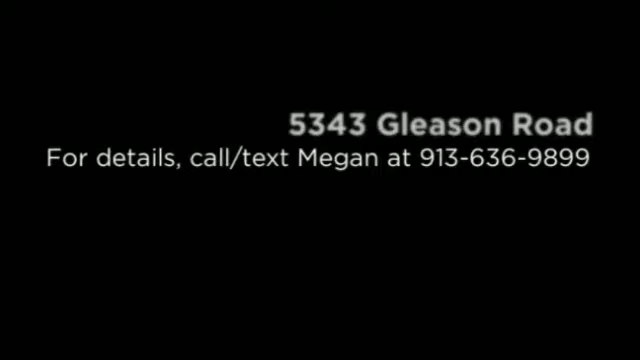 5343 Gleason Road
For details, call/text Megan at 913-636-9899